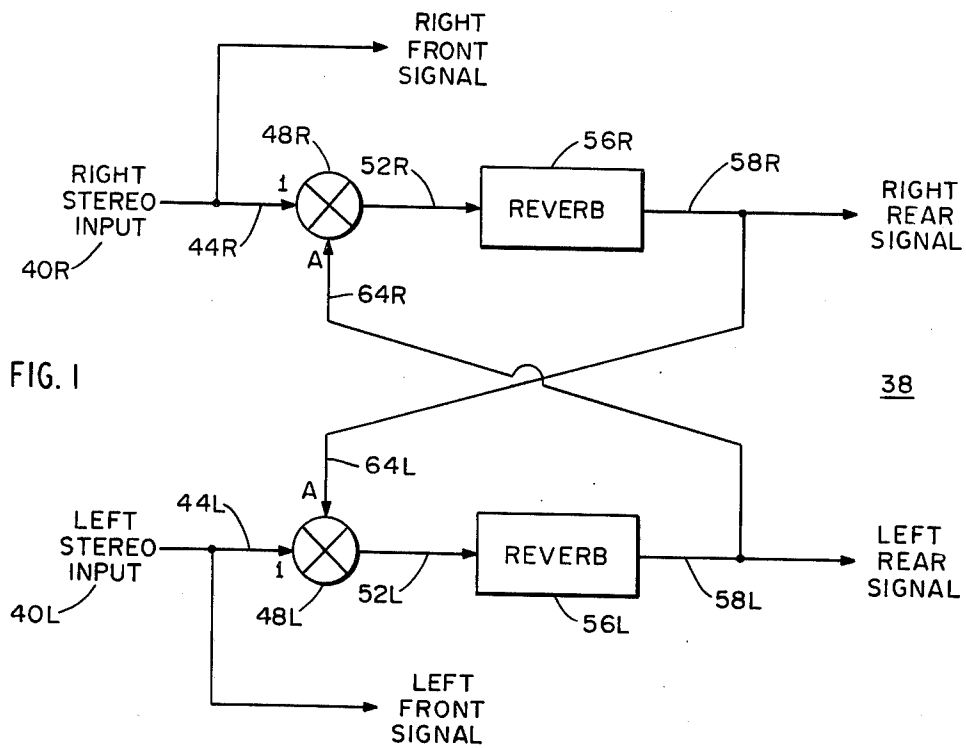 RIGHT
FRONT
SIGNAL
48R
56R
52R
58R
RIGHT
STEREO
INPUT
1
REVERB
RIGHT
REAR
SIGNAL
44R
40R
A
64R
FIG. 1
38
64L
A
44L
LEFT
STEREO
INPUT
1
REVERB
LEFT
REAR
SIGNAL
52L
58L
40L
48L
56L
LEFT
FRONT
SIGNAL